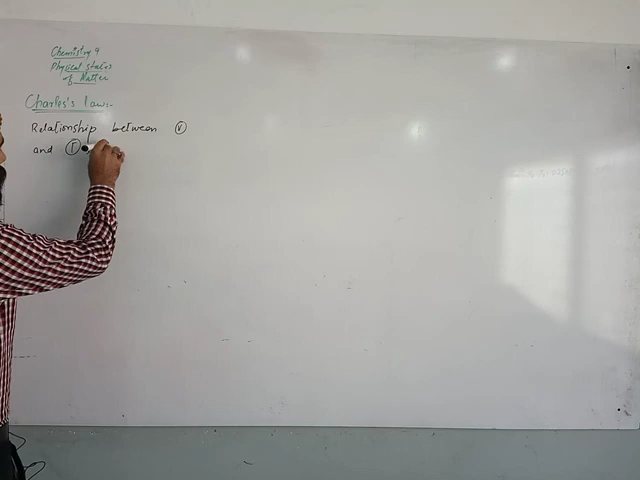 Chemistry 9
Physical states
of Matter
Charles's Law:
Relationship between V
and T